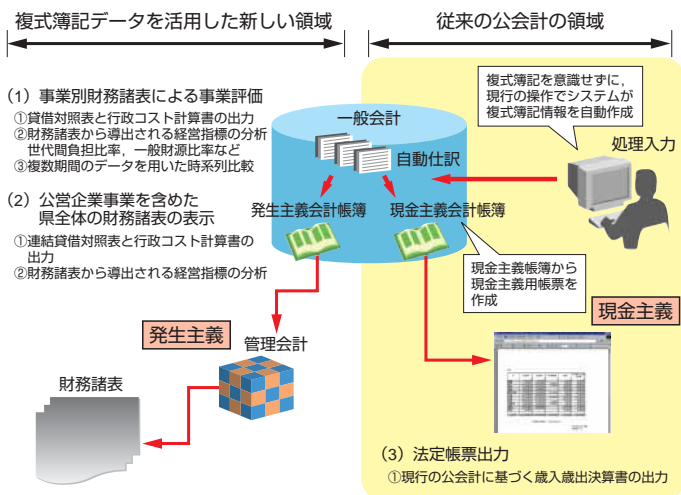 複式簿記データを活用した新しい領域
従来の公会計の領域
(1) 事業別財務諸表による事業評価
①貸借対照表と行政コスト計算書の出力
②財務諸表から導出される経営指標の分析
世代間負担比率，一般財源比率など
③複数期間のデータを用いた時系列比較
(2) 公営企業事業を含めた
県全体の財務諸表の表示
①連結貸借対照表と行政コスト計算書の
出力
②財務諸表から導出される経営指標の分析
一般会計
自動仕訳
発生主義会計帳簿
現金主義会計帳簿
複式簿記を意識せずに，
現行の操作でシステムが
複式簿記情報を自動作成
処理入力
現金主義帳簿から
現金主義用帳票を
作成
現金主義
発生主義
管理会計
財務諸表
(3) 法定帳票出力
①現行の公会計に基づく歳入歳出決算書の出力